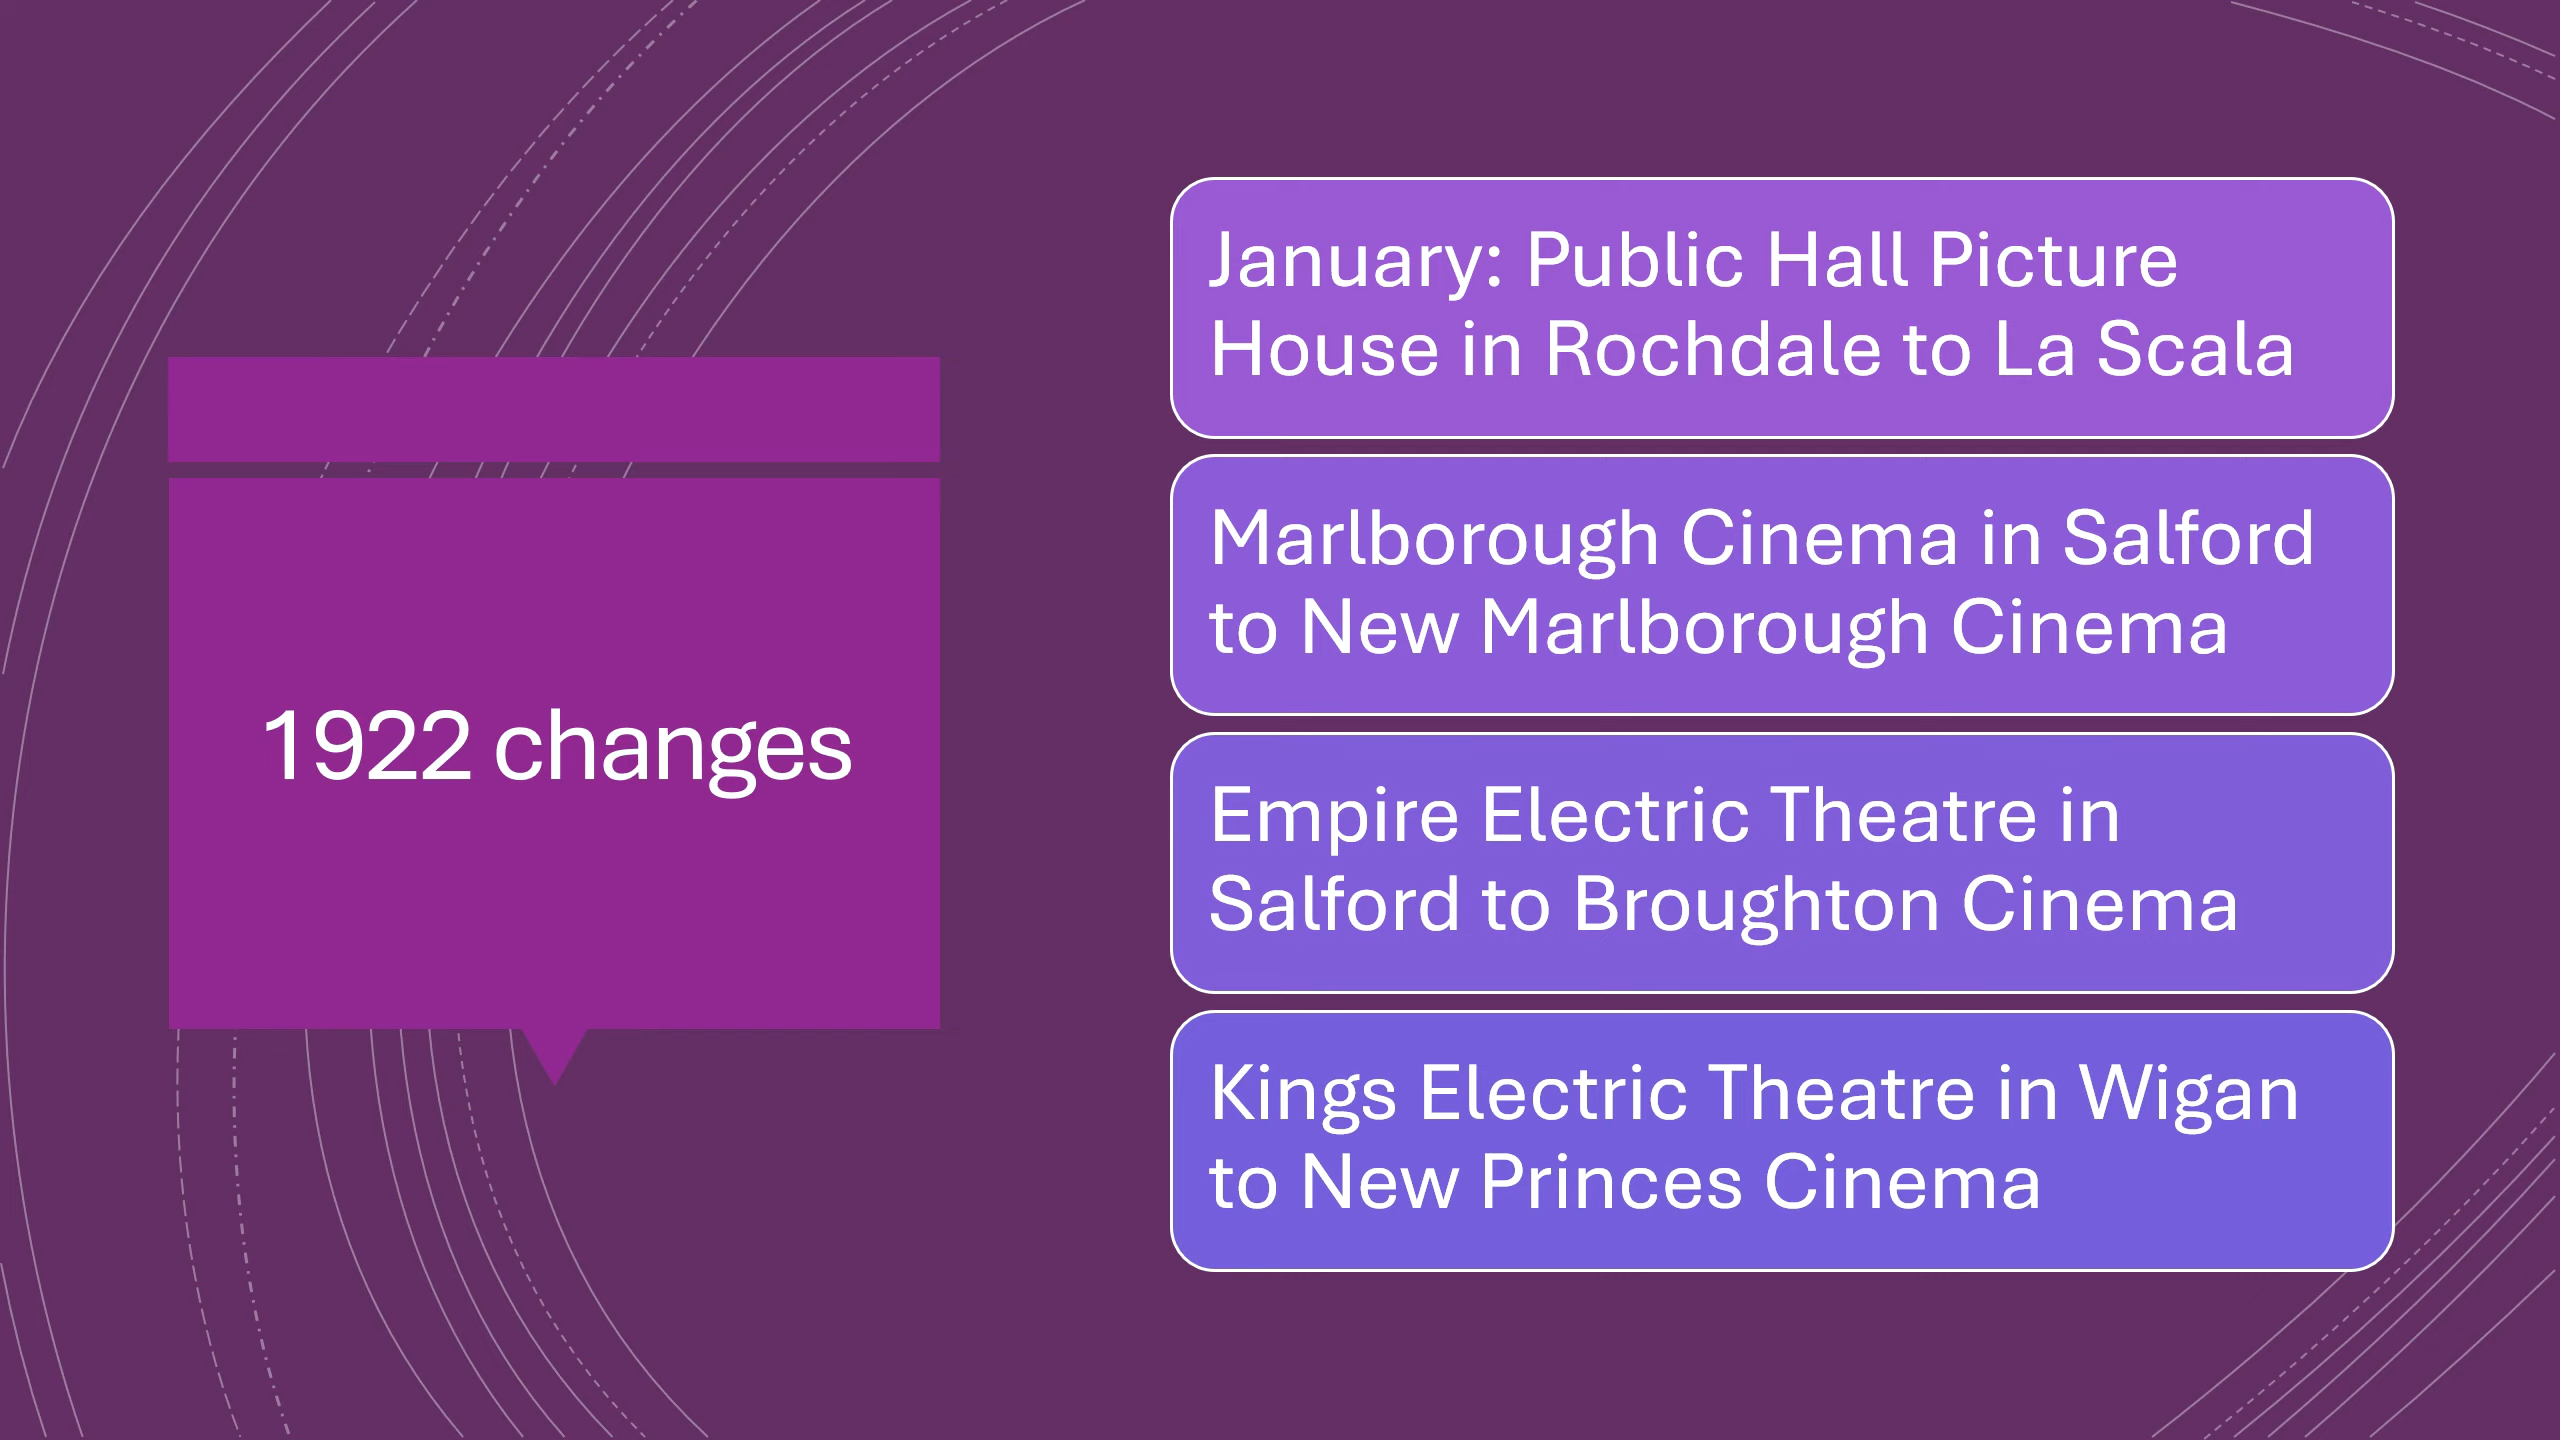 1922 changes
January: Public Hall Picture
House in Rochdale to La Scala
Marlborough Cinema in Salford
to New Marlborough Cinema
Empire Electric Theatre in
Salford to Broughton Cinema
Kings Electric Theatre in Wigan
to New Princes Cinema